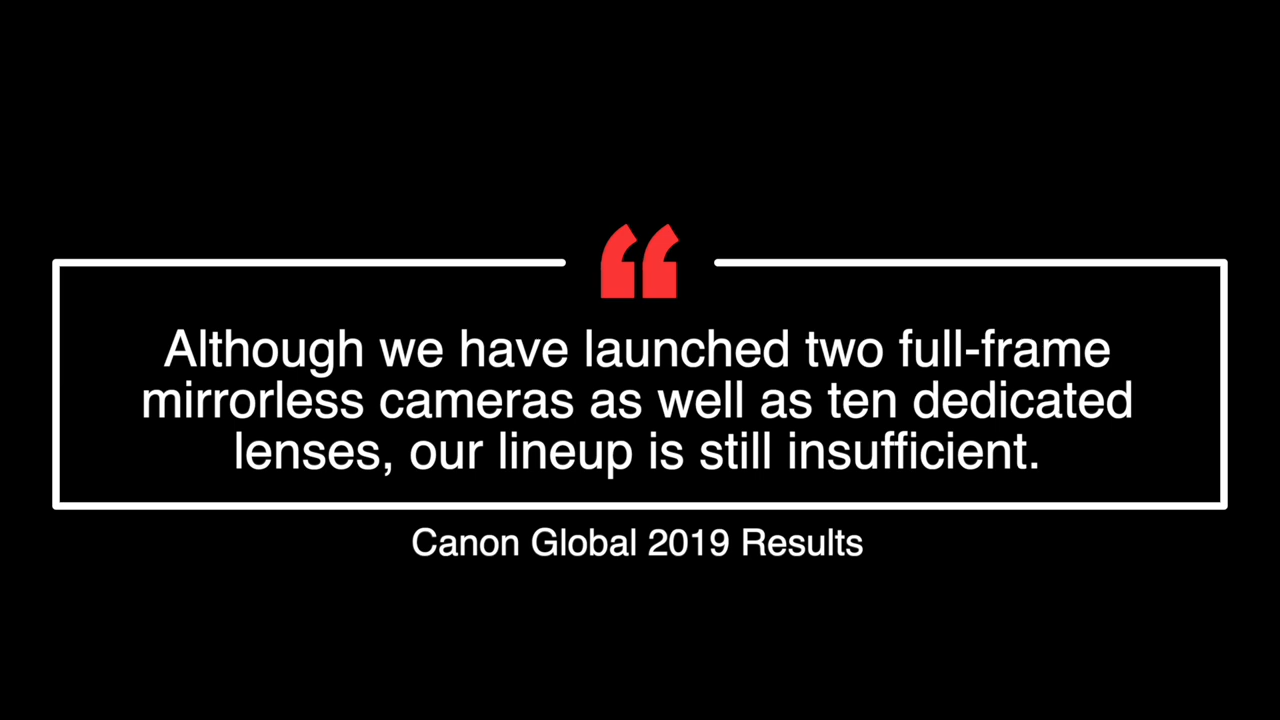 “
Although we have launched two full-frame
mirrorless cameras as well as ten dedicated
lenses, our lineup is still insufficient.
Canon Global 2019 Results